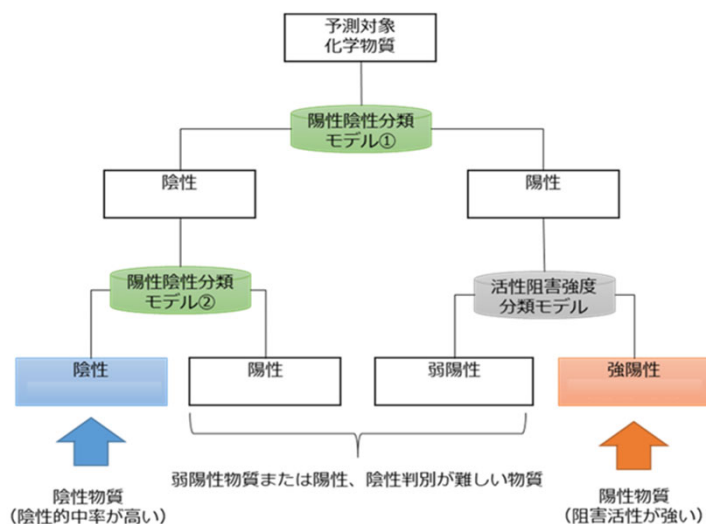 予測対象
化学物質
陽性陰性分類
モデル①
陰性
陽性
陽性陰性分類
モデル②
活性阻害強度
分類モデル
陰性
陽性
弱陽性
強陽性
弱陽性物質または陽性、陰性判別が難しい物質
陰性物質
（陰性的中率が高い）
陽性物質
（阻害活性が強い）